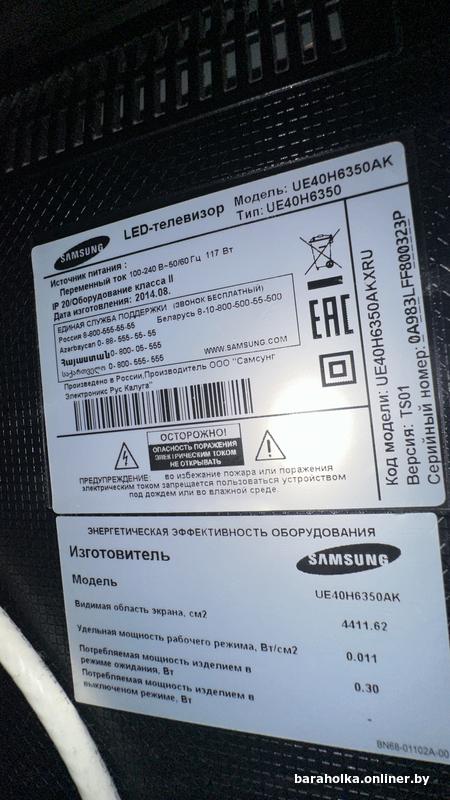 SAMSUNG
LED-телевизор
Модель: UE40H6350AK
Тип: UE40H6350
Источник питания :
Переменный ток 100-240 В~50/60 Гц 117 Вт
IP 20/Оборудование класса II
Дата изготовления: 2014.08.
ЕДИНАЯ СЛУЖБА ПОДДЕРЖКИ (ЗВОНОК БЕСПЛАТНЫЙ)
Россия 8-800-555-55-55 Беларусь 8-10-800-500-55-500
Azərbaycan 0- 88- 555- 55- 55
Հայաստան 0- 800- 05- 555
საქართველო 0- 800- 555- 555
WWW.SAMSUNG.COM
Произведено в России,Производитель ООО "Самсунг
Электроникс Рус Калуга"
EAC
ОСТОРОЖНО!
ОПАСНОСТЬ ПОРАЖЕНИЯ
ЭЛЕКТРИЧЕСКИМ ТОКОМ
НЕ ОТКРЫВАТЬ
ПРЕДУПРЕЖДЕНИЕ: во избежание пожара или поражения
электрическим током запрещается пользоваться устройством
под дождем или во влажной среде.
Код модели: UE40H6350AKXRU
Версия: TS01
Серийный номер: 0A983LFF800323P
ЭНЕРГЕТИЧЕСКАЯ ЭФФЕКТИВНОСТЬ ОБОРУДОВАНИЯ
Изготовитель SAMSUNG
Модель UE40H6350AK
Видимая область экрана, см2 4411.62
Удельная мощность рабочего режима, Вт/см2 0.011
Потребляемая мощность изделием в
режиме ожидания, Вт 0.30
Потребляемая мощность изделием в
выключеном режиме, Вт -
BN68-01102A-00
baraholka.onliner.by